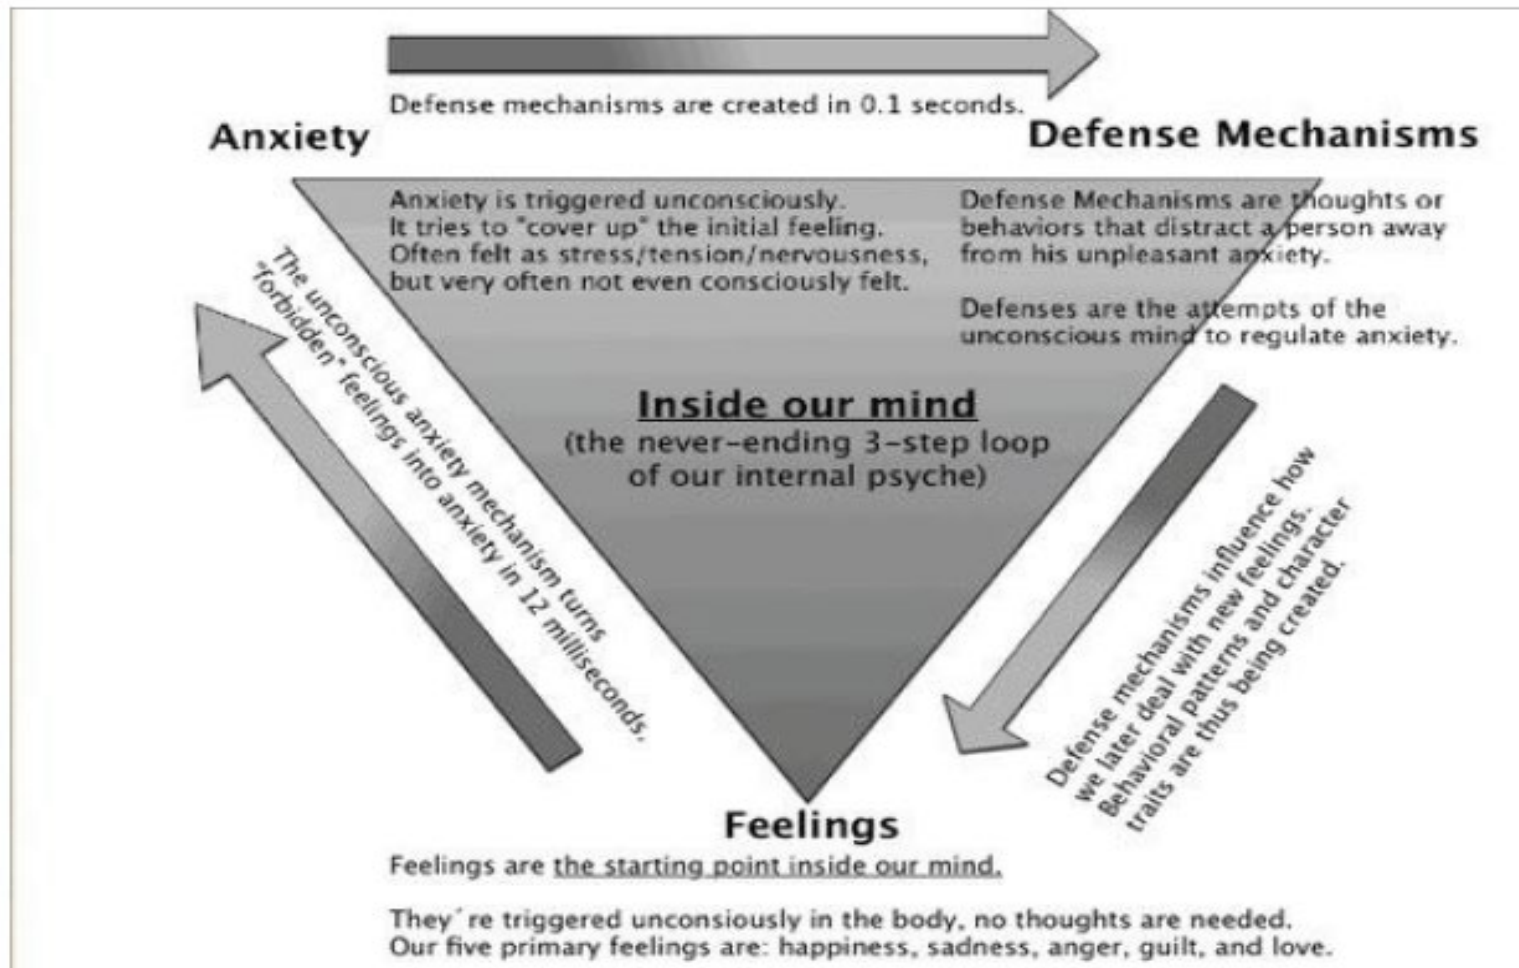 Defense mechanisms are created in 0.1 seconds.
Anxiety
Defense Mechanisms
Anxiety is triggered unconsciously.
It tries to "cover up" the initial feeling.
Often felt as stress/tension/nervousness,
but very often not even consciously felt.
Defense Mechanisms are thoughts or
behaviors that distract a person away
from his unpleasant anxiety.
Defenses are the attempts of the
unconscious mind to regulate anxiety.
The unconscious anxiety mechanism turns
"forbidden" feelings into anxiety in 12 milliseconds.
Inside our mind
(the never-ending 3-step loop
of our internal psyche)
Defense mechanisms influence how
we later deal with new feelings.
Behavioral patterns and character
traits are thus being created.
Feelings
Feelings are the starting point inside our mind.
They´re triggered unconsiously in the body, no thoughts are needed.
Our five primary feelings are: happiness, sadness, anger, guilt, and love.